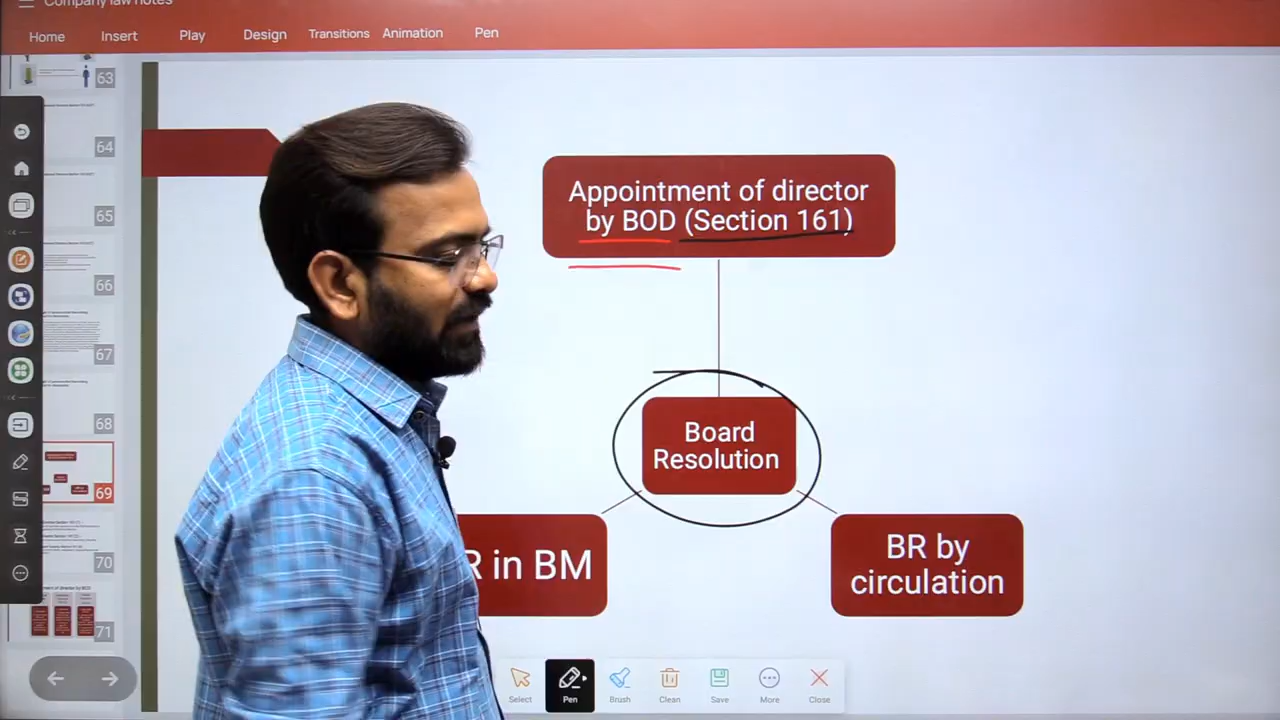 Company law notes
Home Insert Play Design Transitions Animation Pen
63
64
65
66
67
68
69
70
71
Appointment of director
by BOD (Section 161)
Board
Resolution
R in BM
BR by
circulation
Select Pen Brush Clean Save More Close